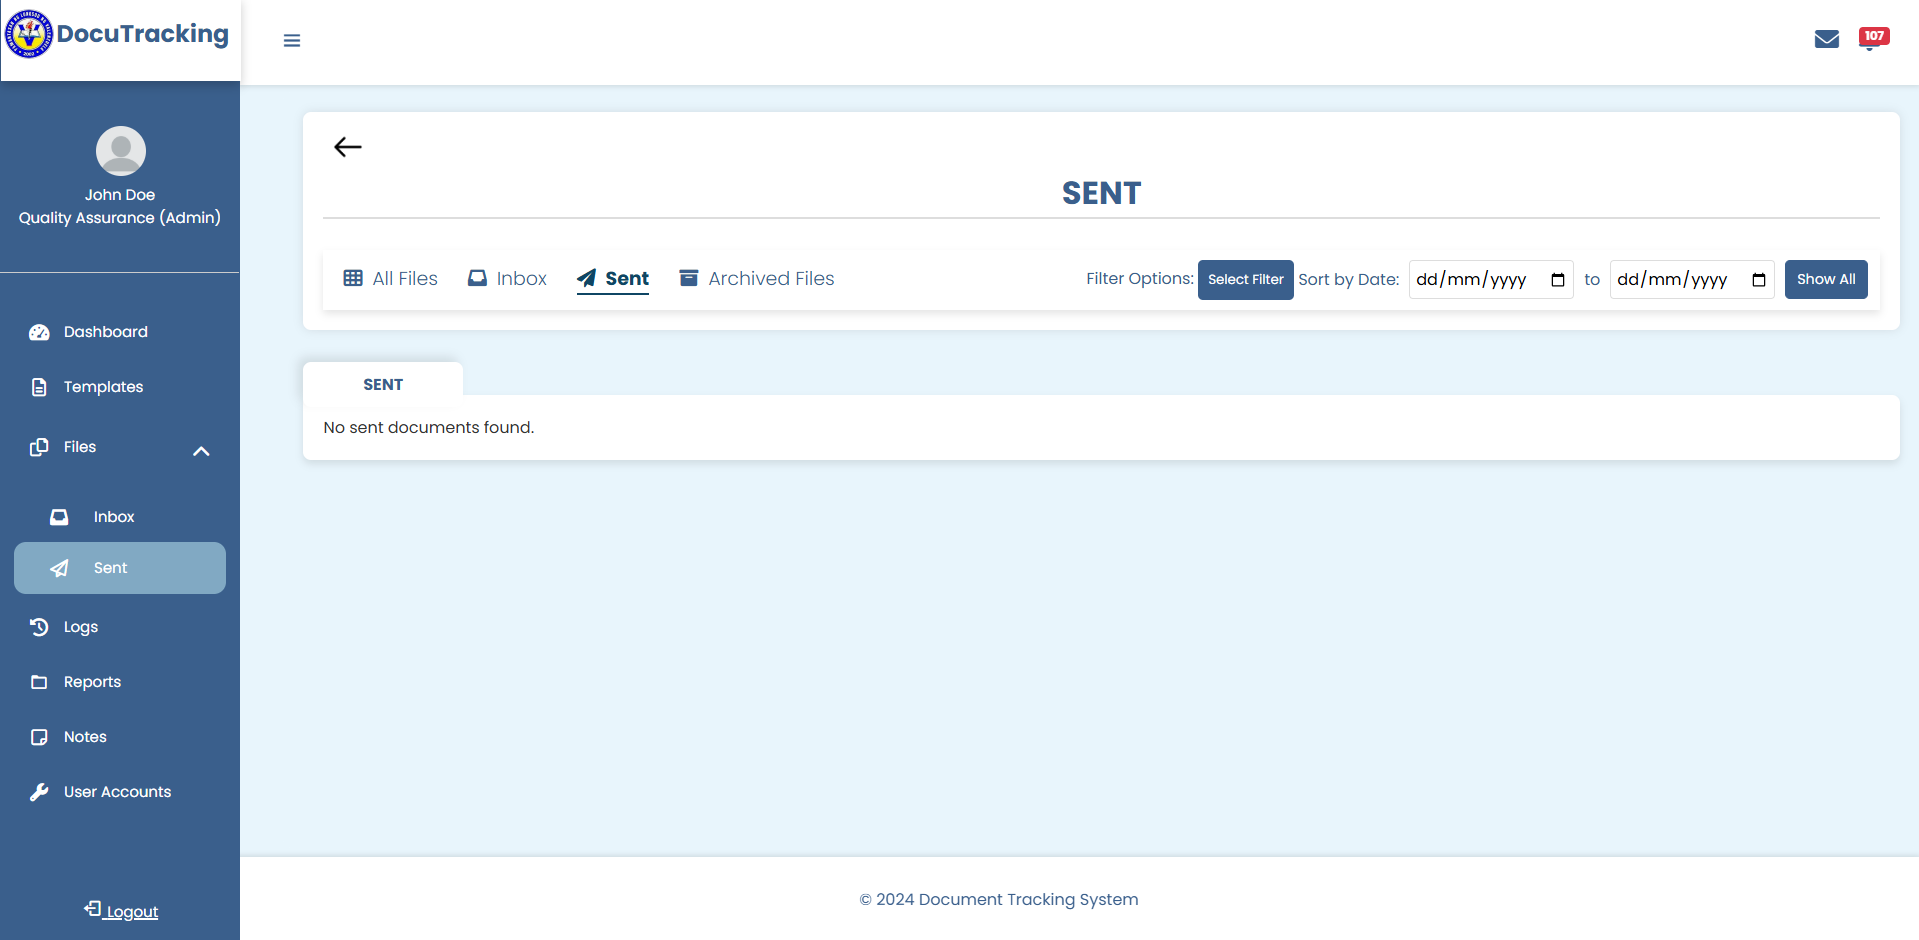 DocuTracking
107
John Doe
Quality Assurance (Admin)
Dashboard
Templates
Files
Inbox
Sent
Logs
Reports
Notes
User Accounts
Logout
SENT
All Files Inbox Sent Archived Files Filter Options: Select Filter Sort by Date: dd/mm/yyyy to dd/mm/yyyy Show All
SENT
No sent documents found.
© 2024 Document Tracking System